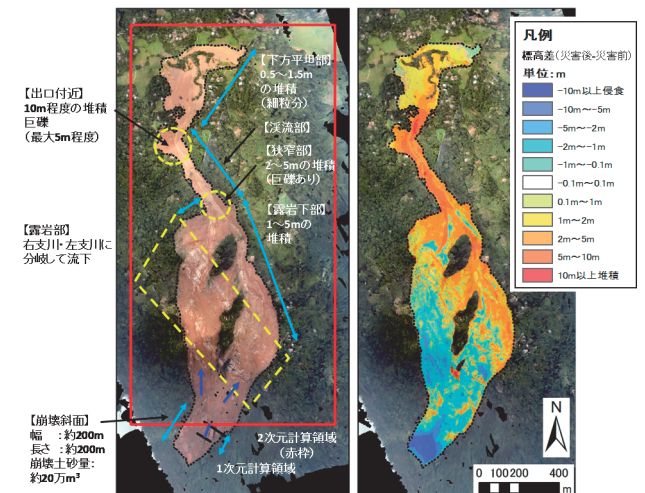 【下方平坦部】
0.5~1.5m
の堆積
(細粒分)
【出口付近】
10m程度の堆積
巨礫
(最大5m程度)
【渓流部】
【狭窄部】
2~5mの堆積
(巨礫あり)
【露岩下部】
1~5mの
堆積
【露岩部】
右支川・左支川に
分岐して流下
【崩壊斜面】
幅 :約200m
長さ :約200m
崩壊土砂量:
約20万m³
2次元計算領域
(赤枠)
1次元計算領域
凡例
標高差(災害後-災害前)
単位:m
-10m以上侵食
-10m~-5m
-5m~-2m
-2m~-1m
-1m~-0.1m
-0.1m~0.1m
0.1m~1m
1m~2m
2m~5m
5m~10m
10m以上堆積
N
0 100200 400
m